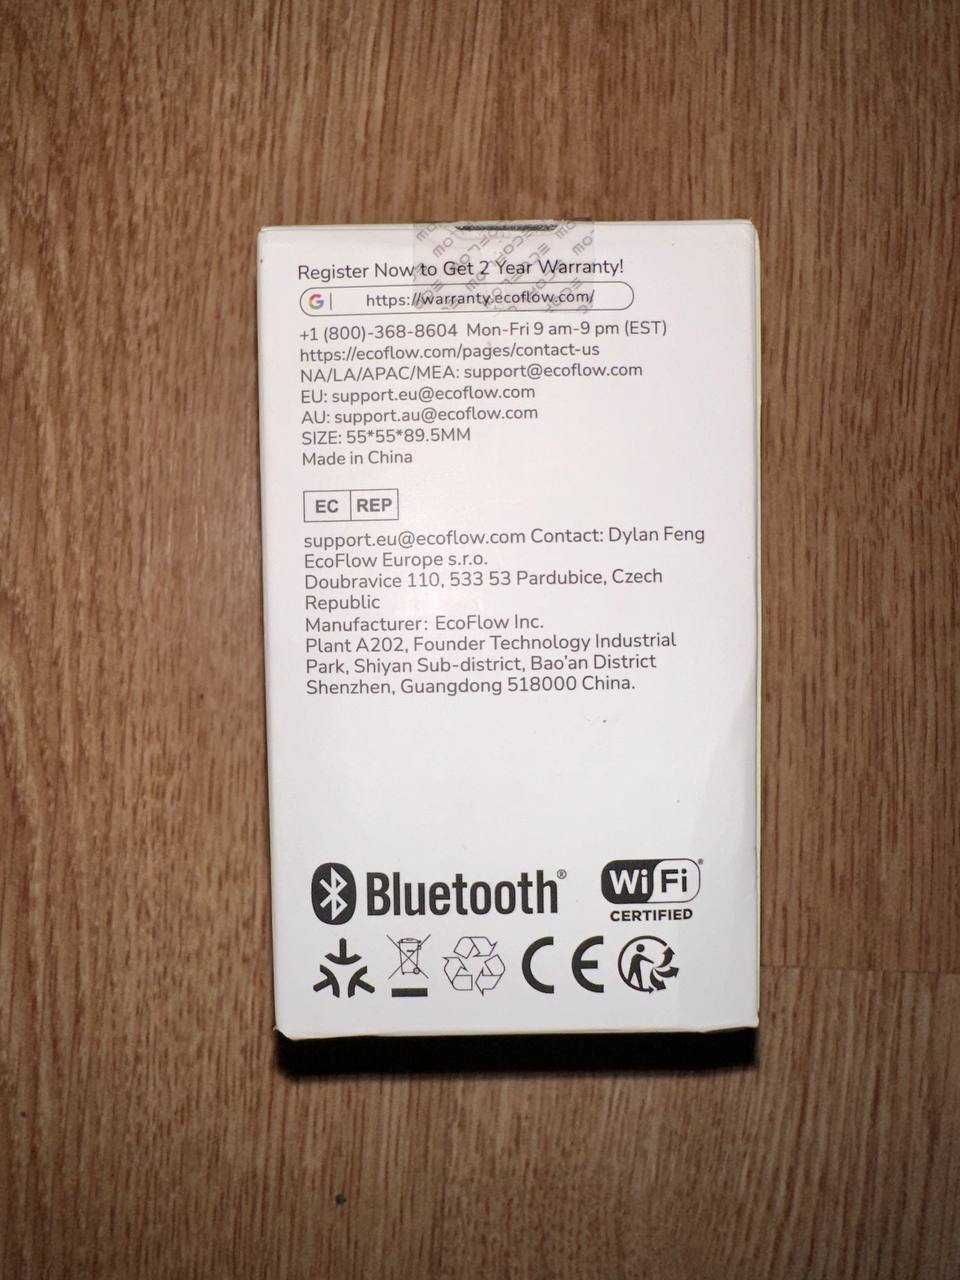 Register Now to Get 2 Year Warranty!
G | https://warranty.ecoflow.com/
+1 (800)-368-8604 Mon-Fri 9 am-9 pm (EST)
https://ecoflow.com/pages/contact-us
NA/LA/APAC/MEA: support@ecoflow.com
EU: support.eu@ecoflow.com
AU: support.au@ecoflow.com
SIZE: 55*55*89.5MM
Made in China
EC REP
support.eu@ecoflow.com Contact: Dylan Feng
EcoFlow Europe s.r.o.
Doubravice 110, 533 53 Pardubice, Czech
Republic
Manufacturer: EcoFlow Inc.
Plant A202, Founder Technology Industrial
Park, Shiyan Sub-district, Bao'an District
Shenzhen, Guangdong 518000 China.
Bluetooth®
Wi Fi®
CERTIFIED
CE